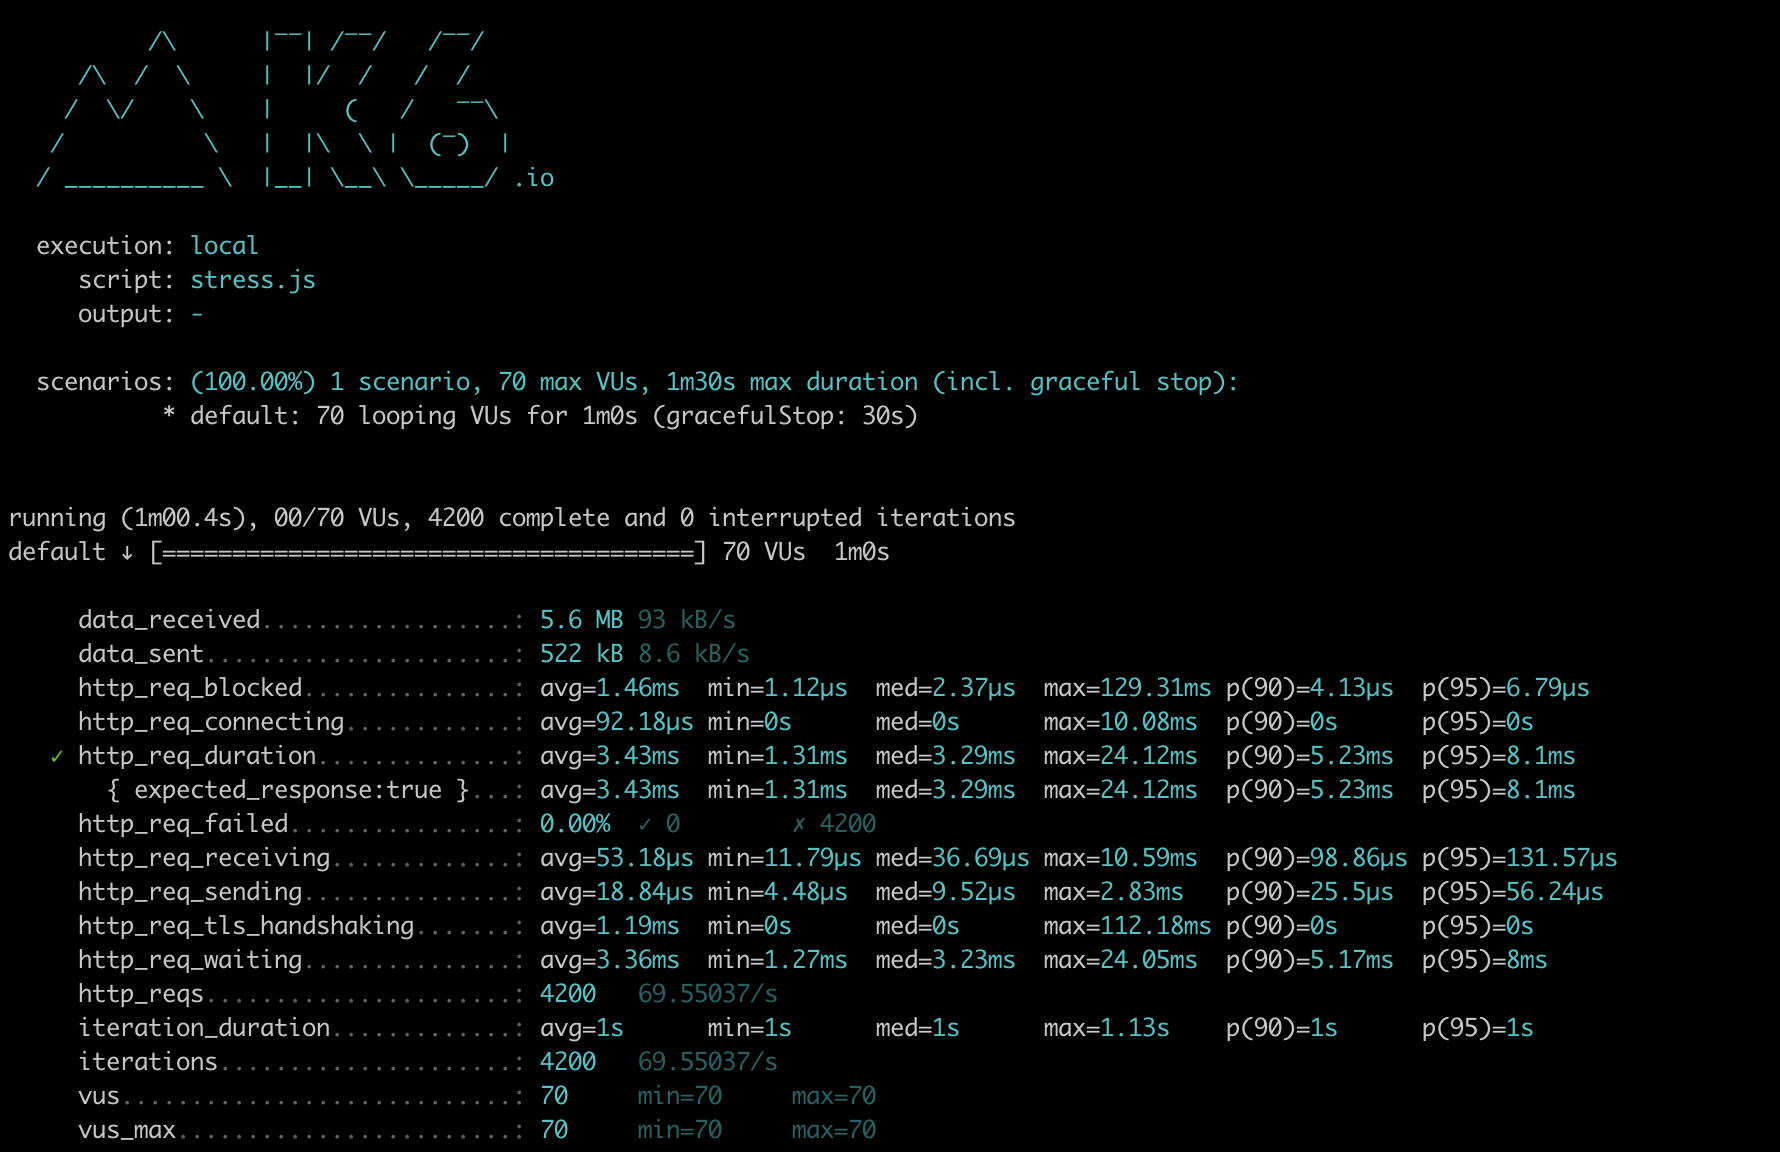 /\      |‾‾| /‾‾/   /‾‾/
    /\  /  \     |  |/  /   /  /
   /  \/    \    |     (   /   ‾‾\
  /          \   |  |\  \ |  (‾)  |
 / __________ \  |__| \__\ \_____/ .io
execution: local
script: stress.js
output: -
scenarios: (100.00%) 1 scenario, 70 max VUs, 1m30s max duration (incl. graceful stop):
* default: 70 looping VUs for 1m0s (gracefulStop: 30s)
running (1m00.4s), 00/70 VUs, 4200 complete and 0 interrupted iterations
default ↓ [======================================] 70 VUs  1m0s
data_received..................: 5.6 MB 93 kB/s
data_sent......................: 522 kB 8.6 kB/s
http_req_blocked...............: avg=1.46ms  min=1.12µs  med=2.37µs  max=129.31ms p(90)=4.13µs  p(95)=6.79µs
http_req_connecting............: avg=92.18µs min=0s      med=0s      max=10.08ms  p(90)=0s      p(95)=0s
✓ http_req_duration..............: avg=3.43ms  min=1.31ms  med=3.29ms  max=24.12ms  p(90)=5.23ms  p(95)=8.1ms
{ expected_response:true }...: avg=3.43ms  min=1.31ms  med=3.29ms  max=24.12ms  p(90)=5.23ms  p(95)=8.1ms
http_req_failed................: 0.00%  ✓ 0        ✗ 4200
http_req_receiving.............: avg=53.18µs min=11.79µs med=36.69µs max=10.59ms  p(90)=98.86µs p(95)=131.57µs
http_req_sending...............: avg=18.84µs min=4.48µs  med=9.52µs  max=2.83ms   p(90)=25.5µs  p(95)=56.24µs
http_req_tls_handshaking.......: avg=1.19ms  min=0s      med=0s      max=112.18ms p(90)=0s      p(95)=0s
http_req_waiting...............: avg=3.36ms  min=1.27ms  med=3.23ms  max=24.05ms  p(90)=5.17ms  p(95)=8ms
http_reqs......................: 4200   69.55037/s
iteration_duration.............: avg=1s      min=1s      med=1s      max=1.13s    p(90)=1s      p(95)=1s
iterations.....................: 4200   69.55037/s
vus............................: 70     min=70     max=70
vus_max........................: 70     min=70     max=70